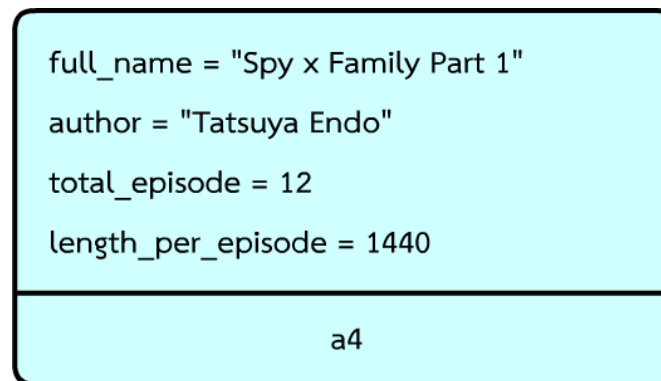 full_name = "Spy x Family Part 1"
author = "Tatsuya Endo"
total_episode = 12
length_per_episode = 1440
a4